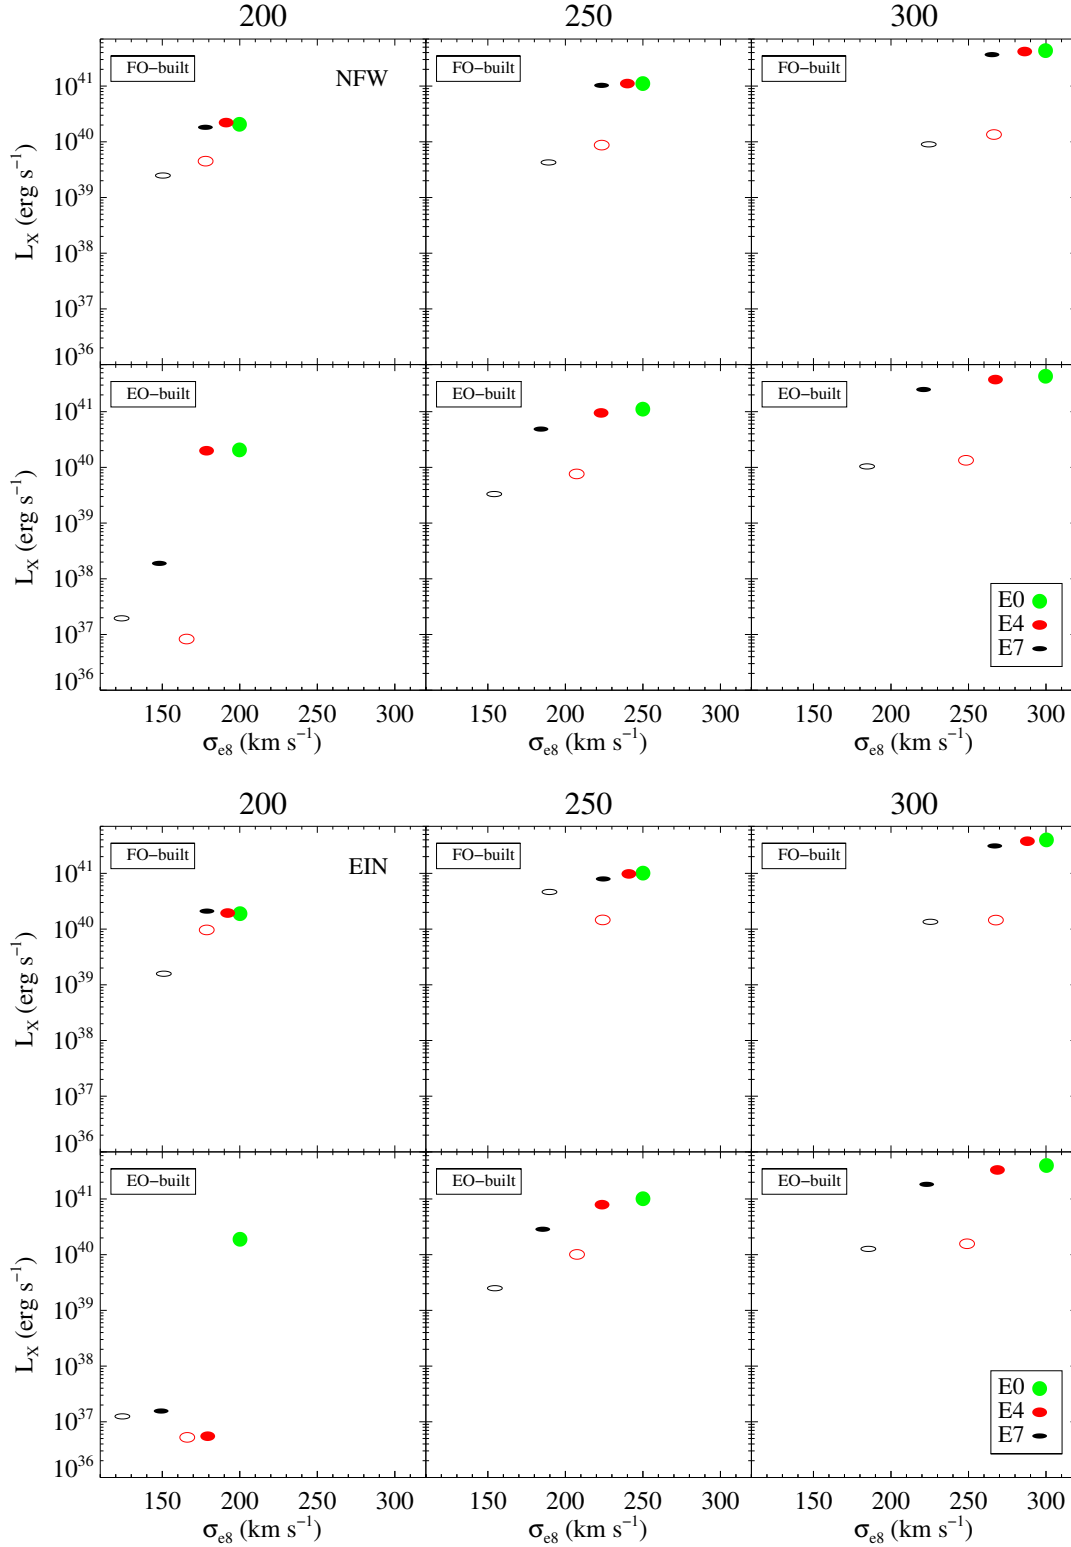 200 250 300
FO−built NFW FO−built FO−built
10^41
10^40
10^39
10^38
10^37
10^36
L_X (erg s^−1)
EO−built EO−built EO−built
10^41
10^40
10^39
10^38
10^37
10^36
L_X (erg s^−1)
E0
E4
E7
150 200 250 300 150 200 250 300 150 200 250 300
σ_e8 (km s^−1) σ_e8 (km s^−1) σ_e8 (km s^−1)
200 250 300
FO−built EIN FO−built FO−built
10^41
10^40
10^39
10^38
10^37
10^36
L_X (erg s^−1)
EO−built EO−built EO−built
10^41
10^40
10^39
10^38
10^37
10^36
L_X (erg s^−1)
E0
E4
E7
150 200 250 300 150 200 250 300 150 200 250 300
σ_e8 (km s^−1) σ_e8 (km s^−1) σ_e8 (km s^−1)